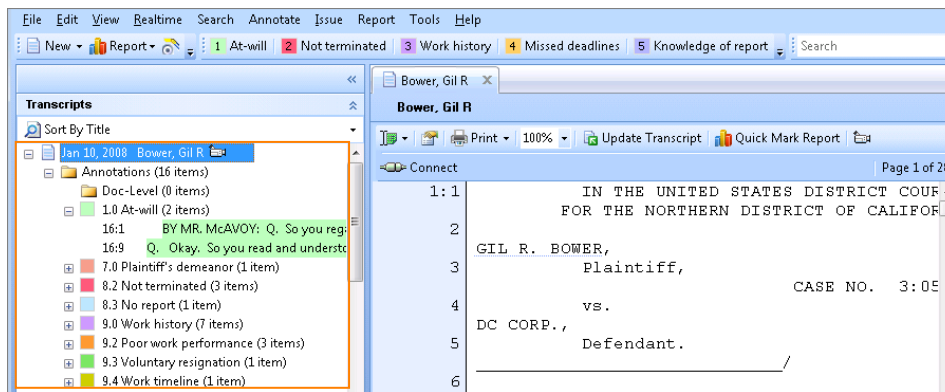 File Edit View Realtime Search Annotate Issue Report Tools Help
New Report 1 At-will 2 Not terminated 3 Work history 4 Missed deadlines 5 Knowledge of report Search
Transcripts
Sort By Title
Jan 10, 2008 Bower, Gil R
Annotations (16 items)
Doc-Level (0 items)
1.0 At-will (2 items)
16:1 BY MR. McAVOY: Q. So you reg
16:9 Q. Okay. So you read and understo
7.0 Plaintiff's demeanor (1 item)
8.2 Not terminated (3 items)
8.3 No report (1 item)
9.0 Work history (7 items)
9.2 Poor work performance (3 items)
9.3 Voluntary resignation (1 item)
9.4 Work timeline (1 item)
Bower, Gil R
Bower, Gil R
Print 100% Update Transcript Quick Mark Report
Connect Page 1 of 28
1:1 IN THE UNITED STATES DISTRICT COUR
FOR THE NORTHERN DISTRICT OF CALIFOR
2
GIL R. BOWER,
3 Plaintiff,
CASE NO. 3:05
4 vs.
DC CORP.,
5 Defendant.
/
6